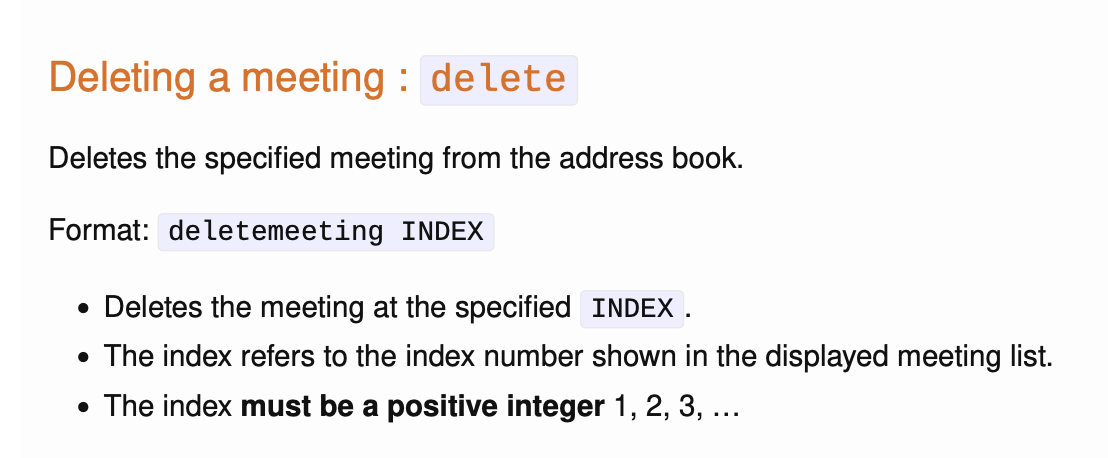 Deleting a meeting : delete
Deletes the specified meeting from the address book.
Format: deletemeeting INDEX
• Deletes the meeting at the specified INDEX.
• The index refers to the index number shown in the displayed meeting list.
• The index must be a positive integer 1, 2, 3, …